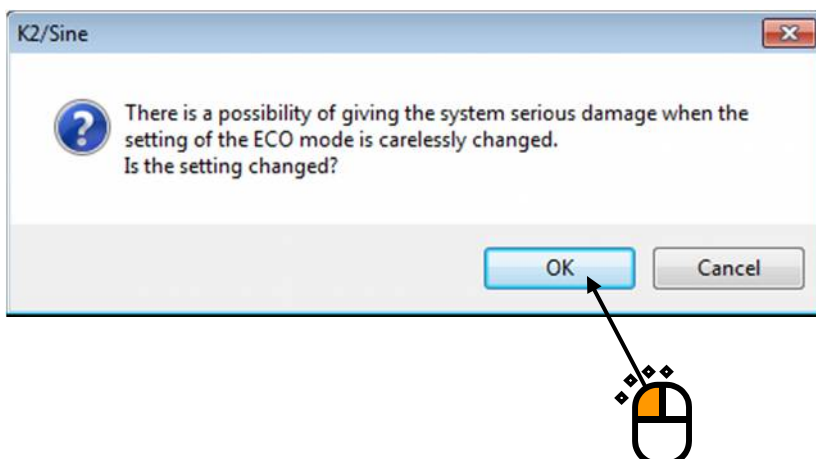 K2/Sine
There is a possibility of giving the system serious damage when the
setting of the ECO mode is carelessly changed.
Is the setting changed?
OK
Cancel